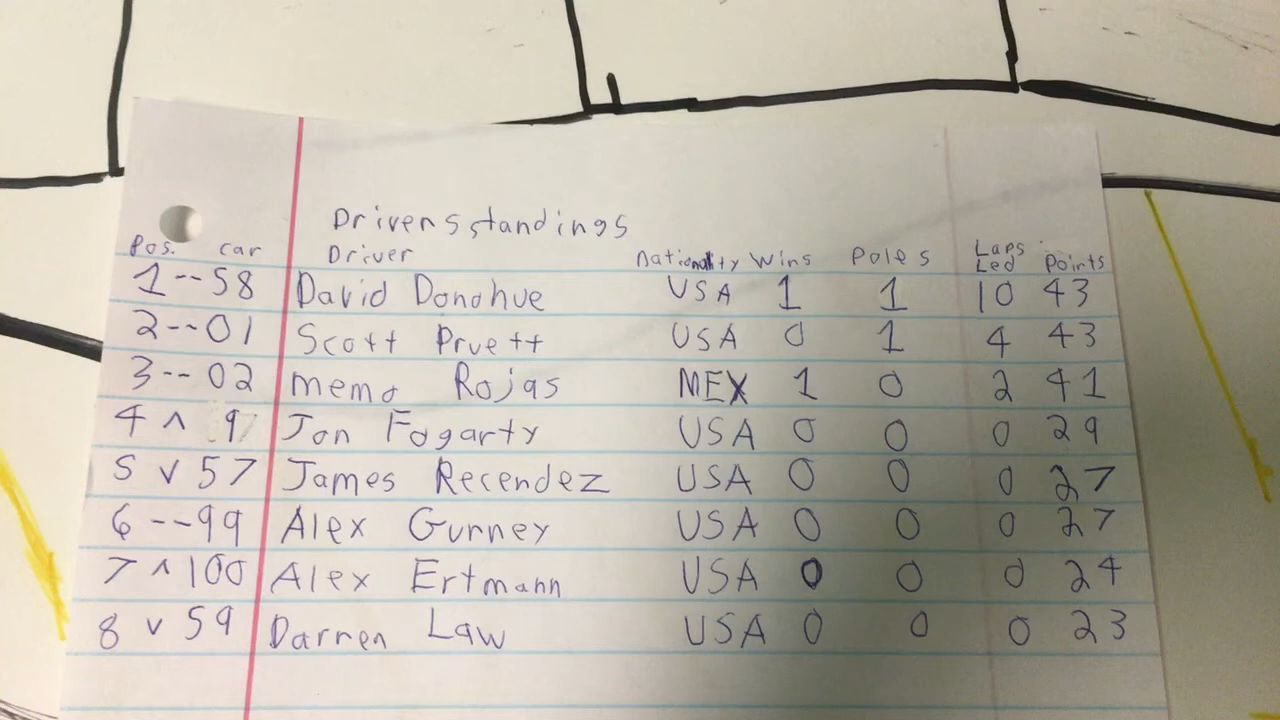 Drivers standings
Pos. car Driver Nationality Wins Poles Laps Led Points
1 -- 58 David Donohue USA 1 1 10 43
2 -- 01 Scott Pruett USA 0 1 4 43
3 -- 02 memo Rojas MEX 1 0 2 41
4 ^ 9 Jon Fogarty USA 0 0 0 29
5 v 57 James Recendez USA 0 0 0 27
6 -- 99 Alex Gurney USA 0 0 0 27
7 ^ 100 Alex Ertmann USA 0 0 0 24
8 v 59 Darren Law USA 0 0 0 23